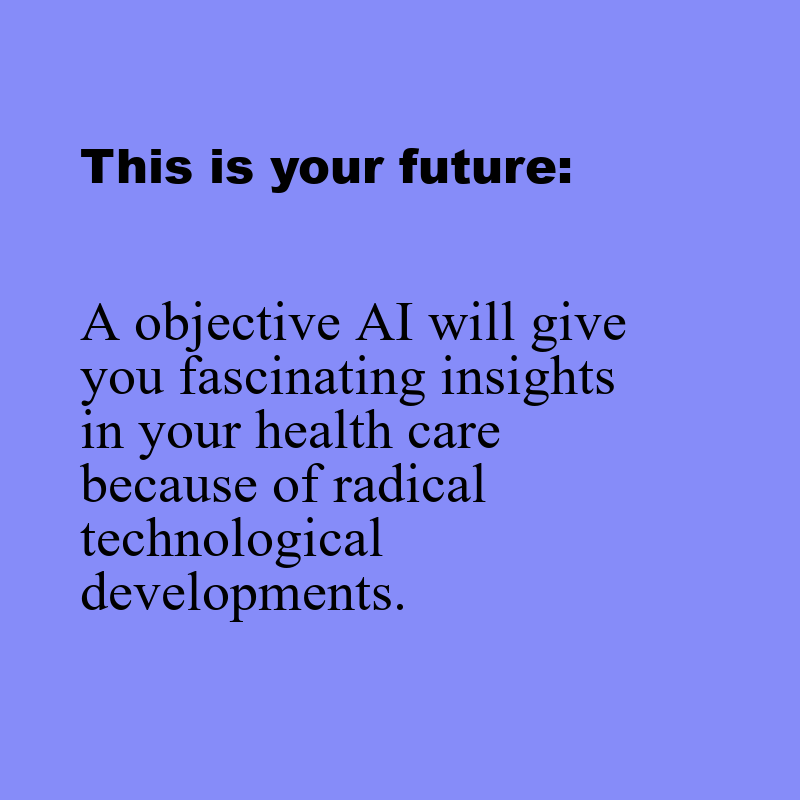 This is your future:
A objective AI will give
you fascinating insights
in your health care
because of radical
technological
developments.